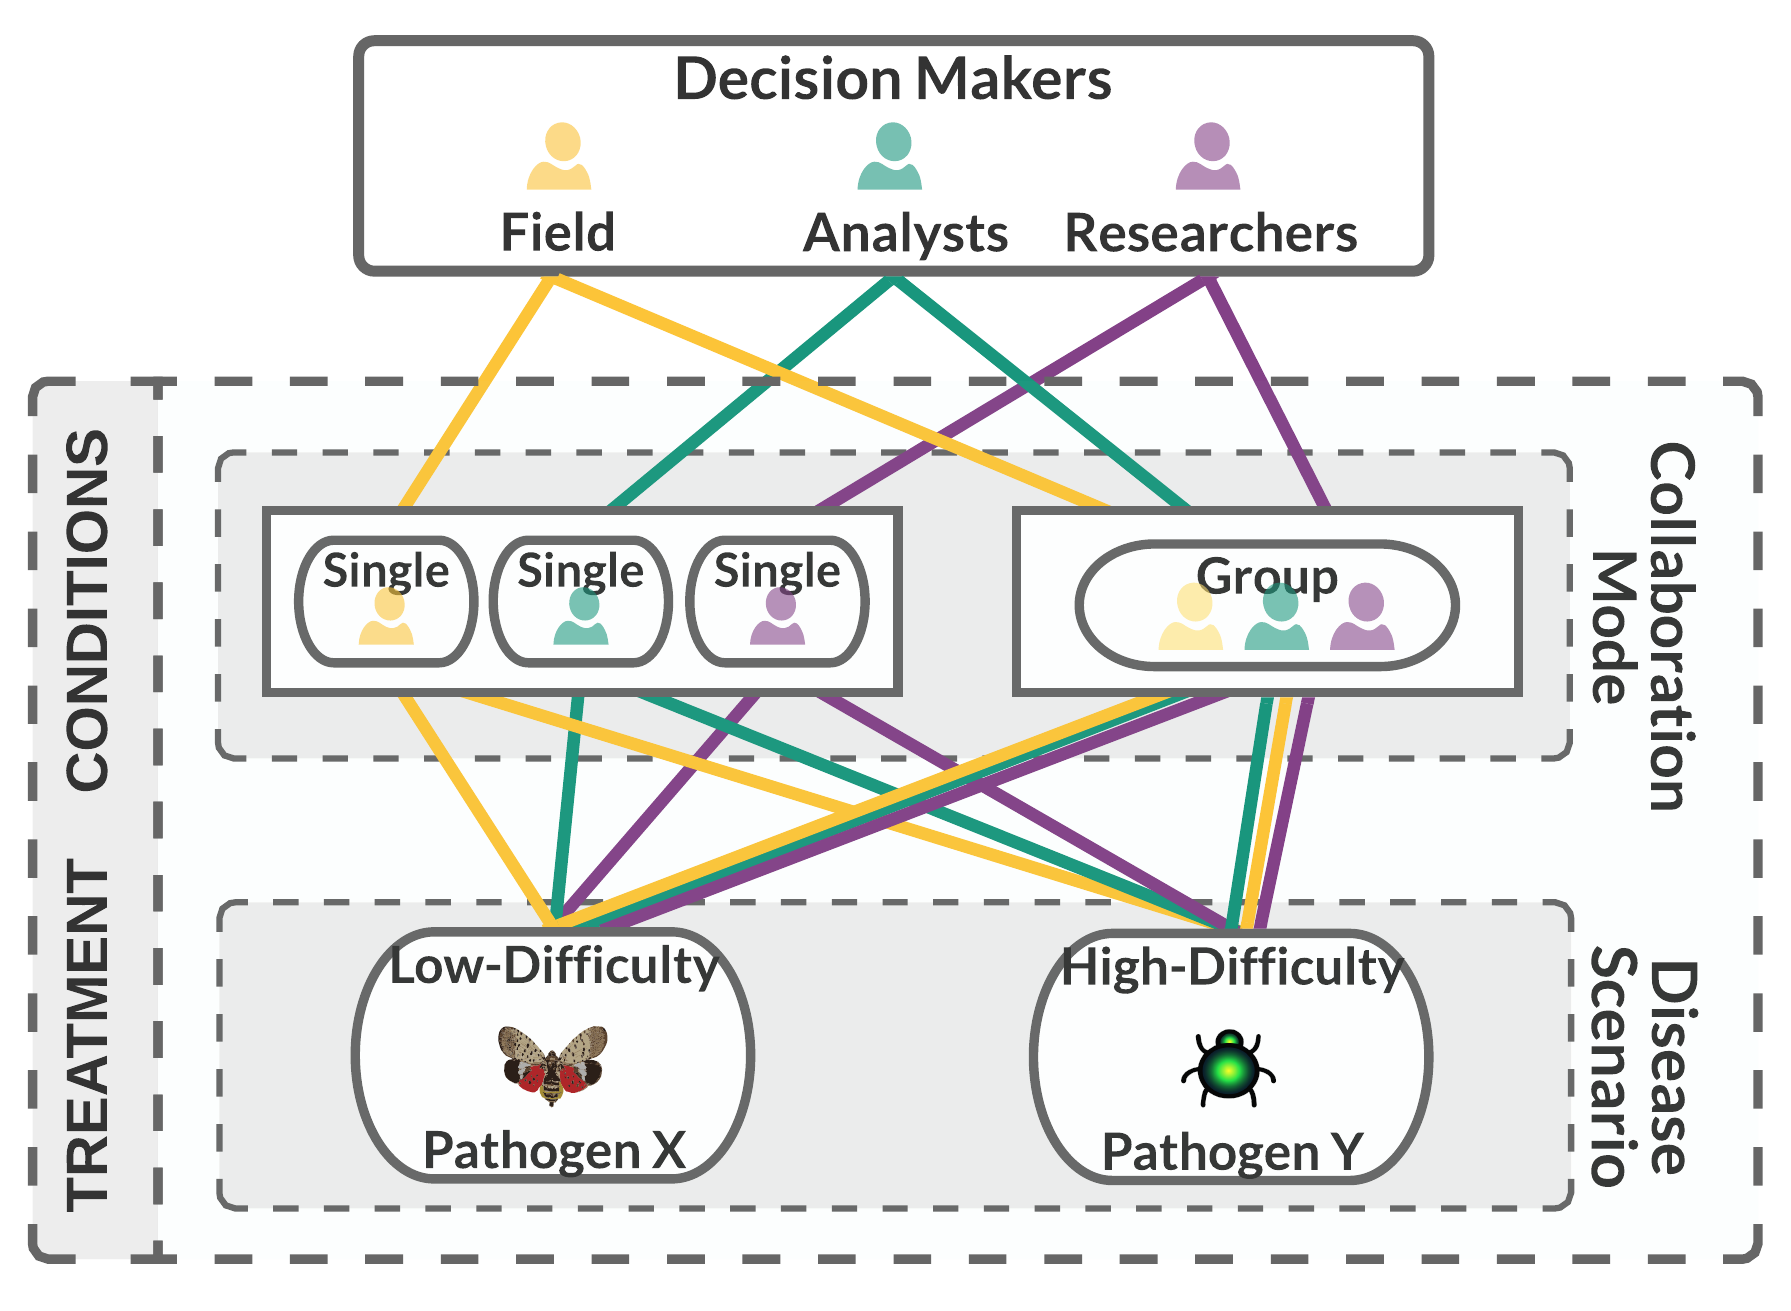 Decision Makers
Field
Analysts
Researchers
TREATMENT CONDITIONS
Single
Single
Single
Group
Collaboration
Mode
Low-Difficulty
Pathogen X
High-Difficulty
Pathogen Y
Disease
Scenario